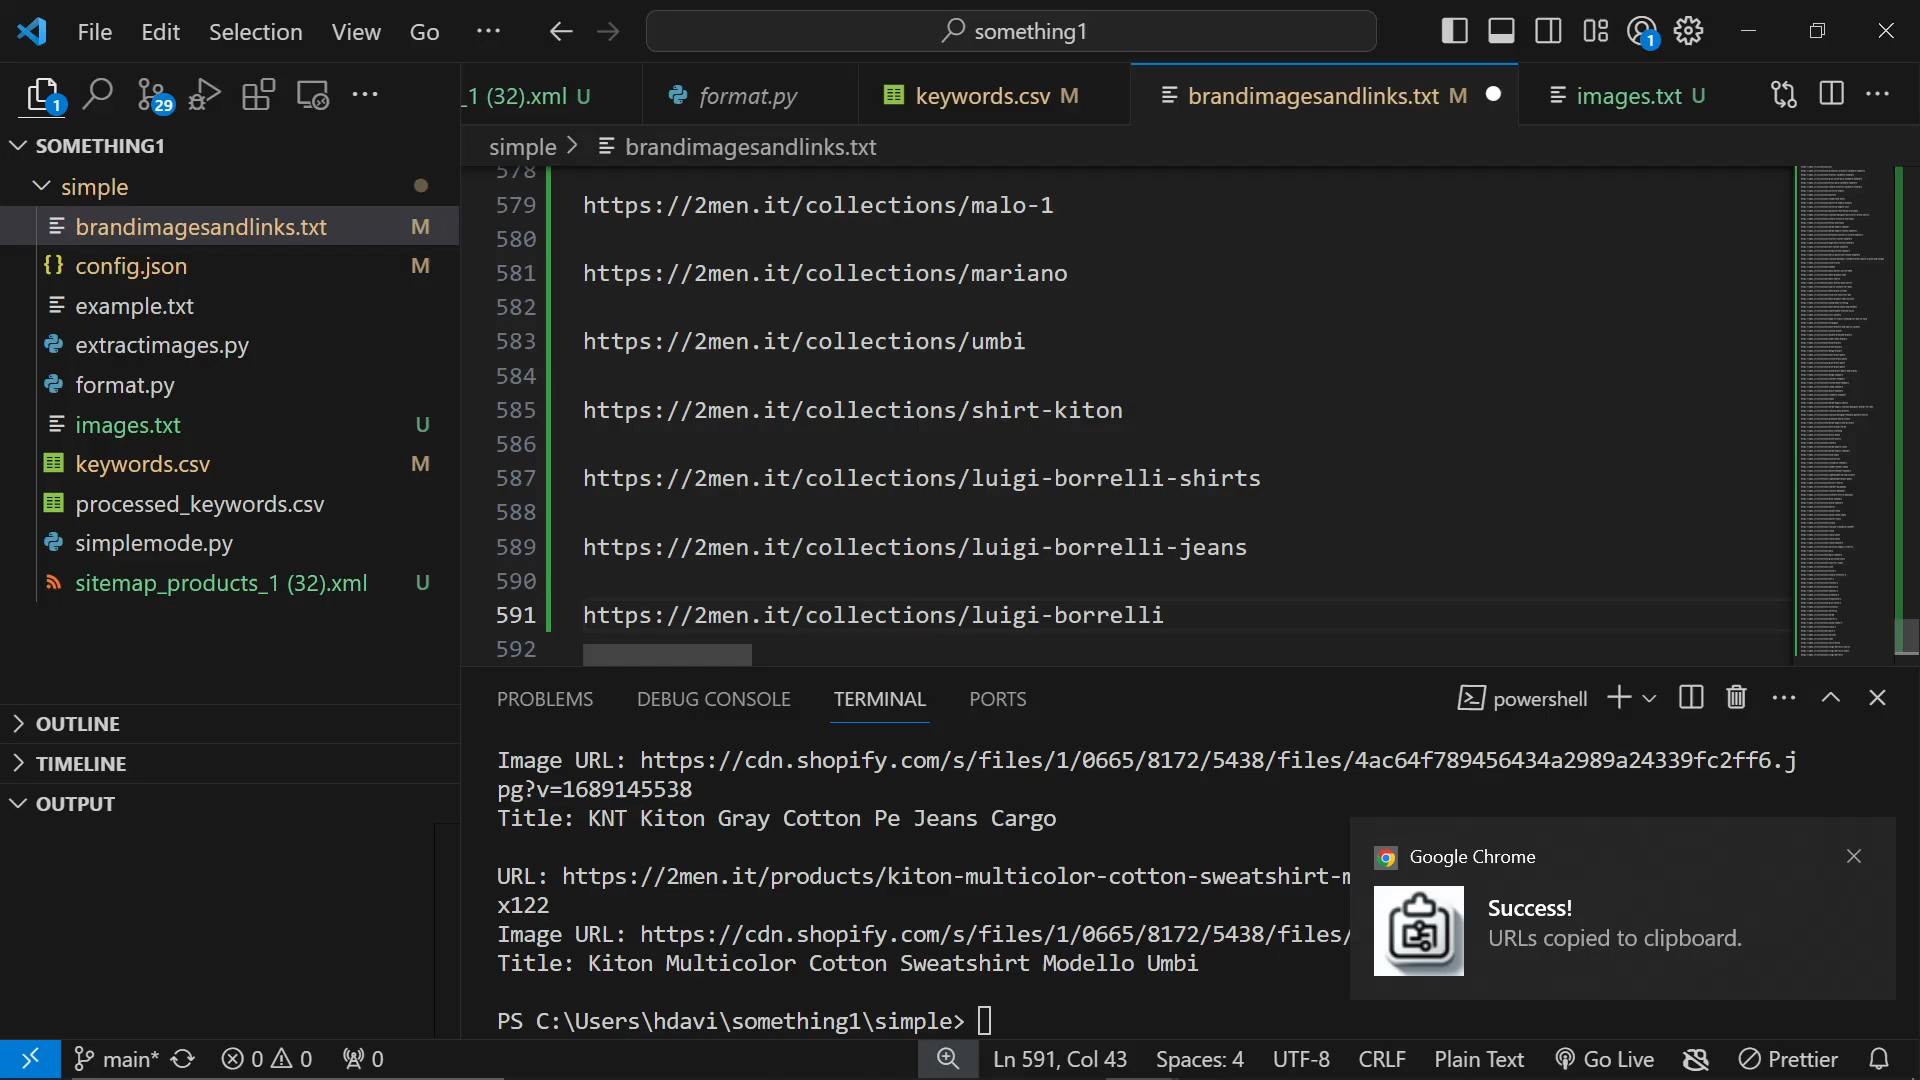 File Edit Selection View Go ··· something1 1
1 29 ···
SOMETHING1
simple
brandimagesandlinks.txt M
config.json M
example.txt
extractimages.py
format.py
images.txt U
keywords.csv M
processed_keywords.csv
simplemode.py
sitemap_products_1 (32).xml U
OUTLINE
TIMELINE
OUTPUT
_1 (32).xml U format.py keywords.csv M brandimagesandlinks.txt M images.txt U
simple > brandimagesandlinks.txt
578
579 https://2men.it/collections/malo-1
580
581 https://2men.it/collections/mariano
582
583 https://2men.it/collections/umbi
584
585 https://2men.it/collections/shirt-kiton
586
587 https://2men.it/collections/luigi-borrelli-shirts
588
589 https://2men.it/collections/luigi-borrelli-jeans
590
591 https://2men.it/collections/luigi-borrelli
592
PROBLEMS DEBUG CONSOLE TERMINAL PORTS powershell
Image URL: https://cdn.shopify.com/s/files/1/0665/8172/5438/files/4ac64f789456434a2989a24339fc2ff6.j
pg?v=1689145538
Title: KNT Kiton Gray Cotton Pe Jeans Cargo
URL: https://2men.it/products/kiton-multicolor-cotton-sweatshirt-m
x122
Image URL: https://cdn.shopify.com/s/files/1/0665/8172/5438/files/
Title: Kiton Multicolor Cotton Sweatshirt Modello Umbi
PS C:\Users\hdavi\something1\simple>
Google Chrome
Success!
URLs copied to clipboard.
main* 0 0 0 Ln 591, Col 43 Spaces: 4 UTF-8 CRLF Plain Text Go Live Prettier